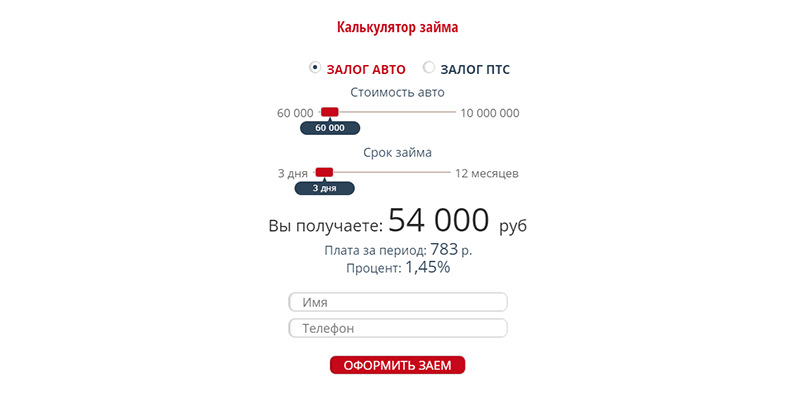 Калькулятор займа
ЗАЛОГ АВТО ЗАЛОГ ПТС
Стоимость авто
60 000 10 000 000
60 000
Срок займа
3 дня 12 месяцев
3 дня
Вы получаете: 54 000 руб
Плата за период: 783 р.
Процент: 1,45%
Имя
Телефон
ОФОРМИТЬ ЗАЕМ